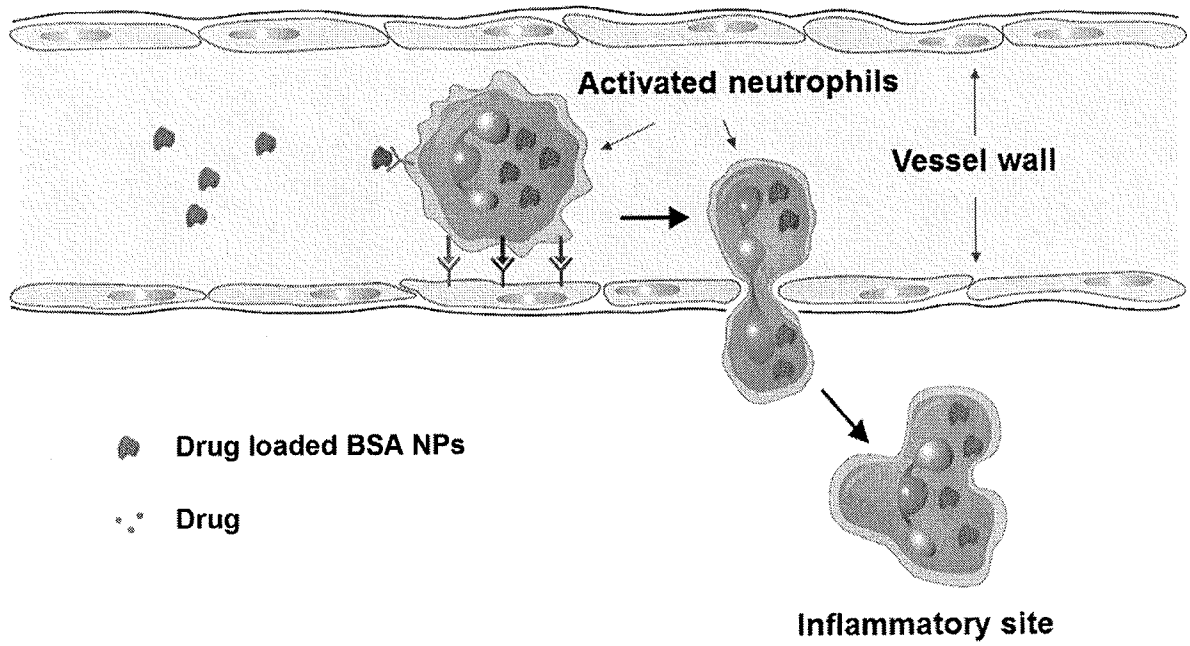 Activated neutrophils
Vessel wall
Drug loaded BSA NPs
Drug
Inflammatory site